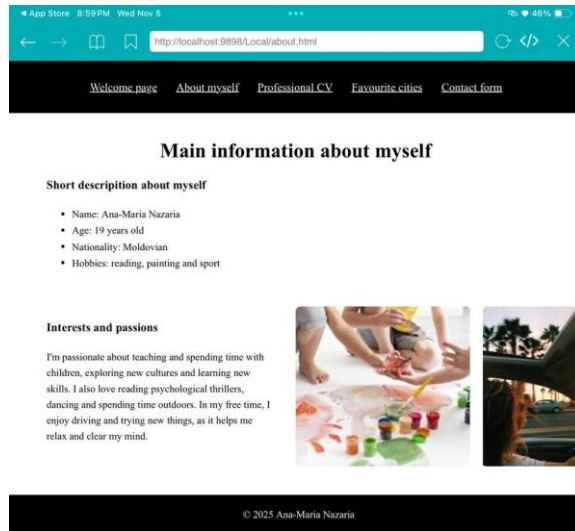 App Store 8:59 PM Wed Nov 5 46%
http://localhost:9898/Local/about.html </>
Welcome page About myself Professional CV Favourite cities Contact form
Main information about myself
Short descripition about myself
• Name: Ana-Maria Nazaria
• Age: 19 years old
• Nationality: Moldovian
• Hobbies: reading, painting and sport
Interests and passions
I'm passionate about teaching and spending time with
children, exploring new cultures and learning new
skills. I also love reading psychological thrillers,
dancing and spending time outdoors. In my free time, I
enjoy driving and trying new things, as it helps me
relax and clear my mind.
© 2025 Ana-Maria Nazaria